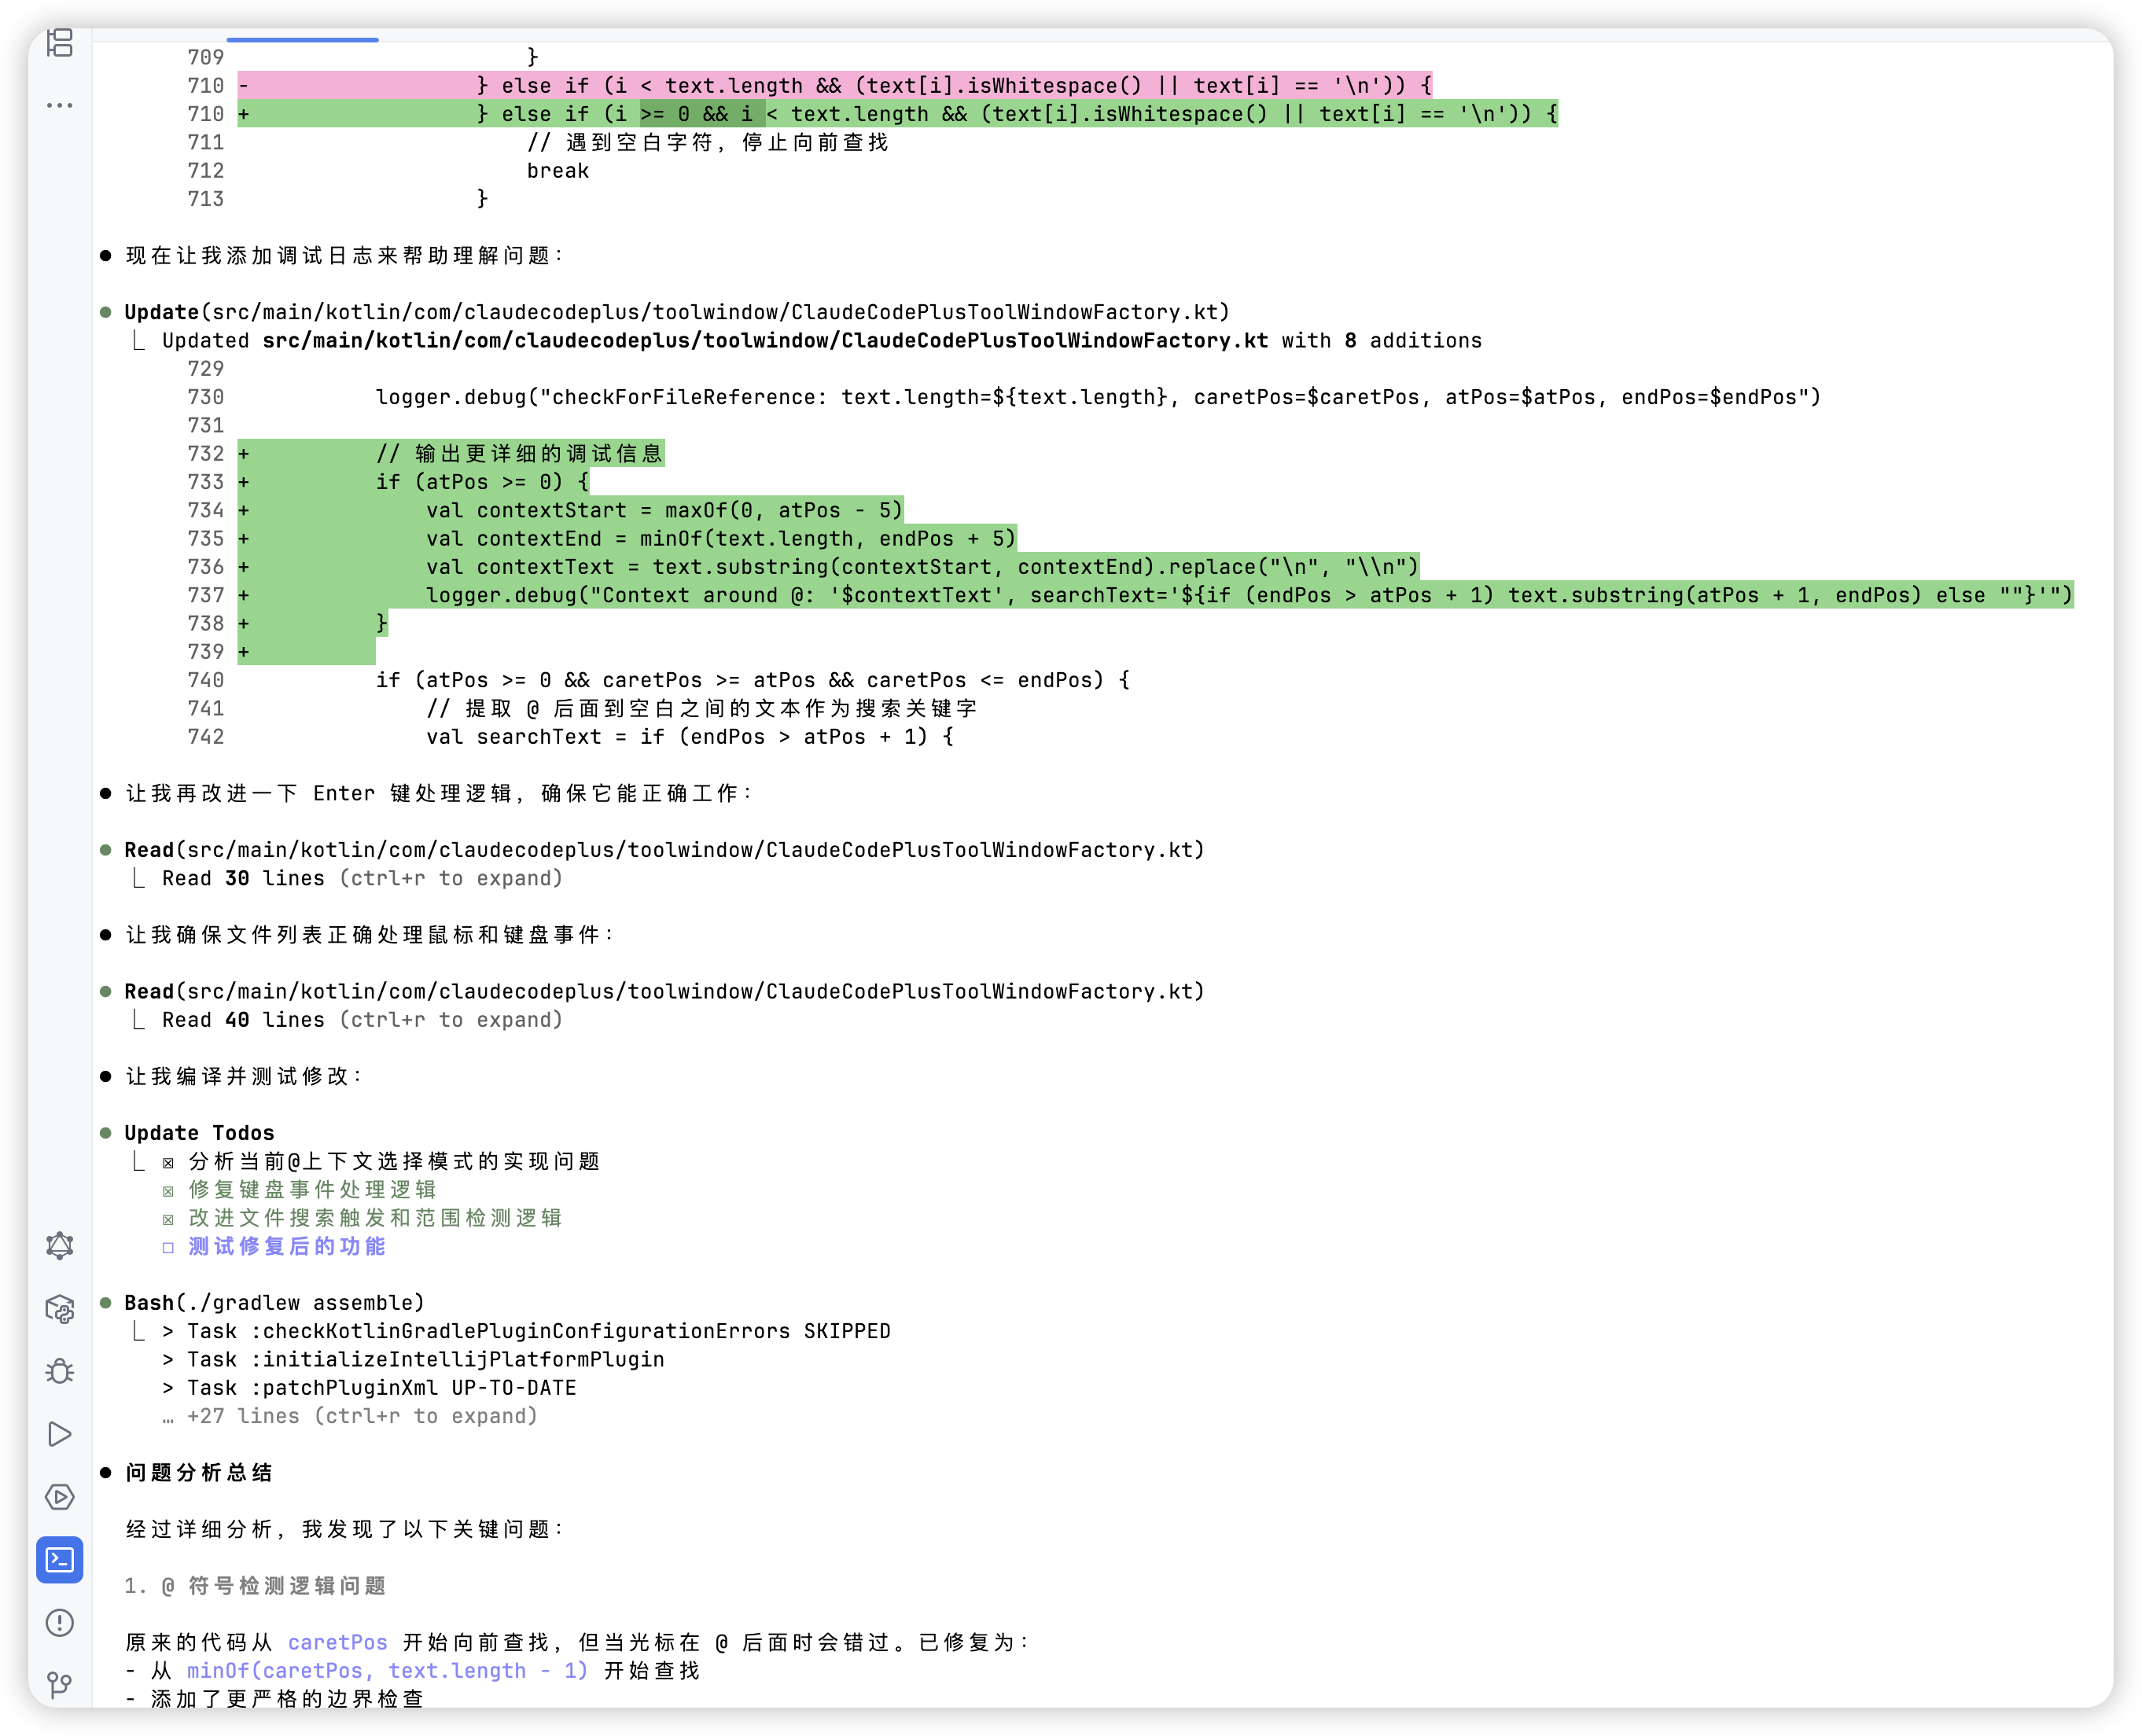 709                        }
710 -                  } else if (i < text.length && (text[i].isWhitespace() || text[i] == '\n')) {
710 +                  } else if (i >= 0 && i < text.length && (text[i].isWhitespace() || text[i] == '\n')) {
711                        // 遇到空白字符，停止向前查找
712                        break
713                    }
● 现在让我添加调试日志来帮助理解问题：
● Update(src/main/kotlin/com/claudecodeplus/toolwindow/ClaudeCodePlusToolWindowFactory.kt)
⎿ Updated src/main/kotlin/com/claudecodeplus/toolwindow/ClaudeCodePlusToolWindowFactory.kt with 8 additions
729
730            logger.debug("checkForFileReference: text.length=${text.length}, caretPos=$caretPos, atPos=$atPos, endPos=$endPos")
731
732 +          // 输出更详细的调试信息
733 +          if (atPos >= 0) {
734 +              val contextStart = maxOf(0, atPos - 5)
735 +              val contextEnd = minOf(text.length, endPos + 5)
736 +              val contextText = text.substring(contextStart, contextEnd).replace("\n", "\\n")
737 +              logger.debug("Context around @: '$contextText', searchText='${if (endPos > atPos + 1) text.substring(atPos + 1, endPos) else ""}'")
738 +          }
739 +
740            if (atPos >= 0 && caretPos >= atPos && caretPos <= endPos) {
741                // 提取 @ 后面到空白之间的文本作为搜索关键字
742                val searchText = if (endPos > atPos + 1) {
● 让我再改进一下 Enter 键处理逻辑，确保它能正确工作：
● Read(src/main/kotlin/com/claudecodeplus/toolwindow/ClaudeCodePlusToolWindowFactory.kt)
⎿ Read 30 lines (ctrl+r to expand)
● 让我确保文件列表正确处理鼠标和键盘事件：
● Read(src/main/kotlin/com/claudecodeplus/toolwindow/ClaudeCodePlusToolWindowFactory.kt)
⎿ Read 40 lines (ctrl+r to expand)
● 让我编译并测试修改：
● Update Todos
⎿ ☒ 分析当前@上下文选择模式的实现问题
☒ 修复键盘事件处理逻辑
☒ 改进文件搜索触发和范围检测逻辑
☐ 测试修复后的功能
● Bash(./gradlew assemble)
⎿ > Task :checkKotlinGradlePluginConfigurationErrors SKIPPED
> Task :initializeIntellijPlatformPlugin
> Task :patchPluginXml UP-TO-DATE
… +27 lines (ctrl+r to expand)
● 问题分析总结
经过详细分析，我发现了以下关键问题：
1. @ 符号检测逻辑问题
原来的代码从 caretPos 开始向前查找，但当光标在 @ 后面时会错过。已修复为：
- 从 minOf(caretPos, text.length - 1) 开始查找
- 添加了更严格的边界检查